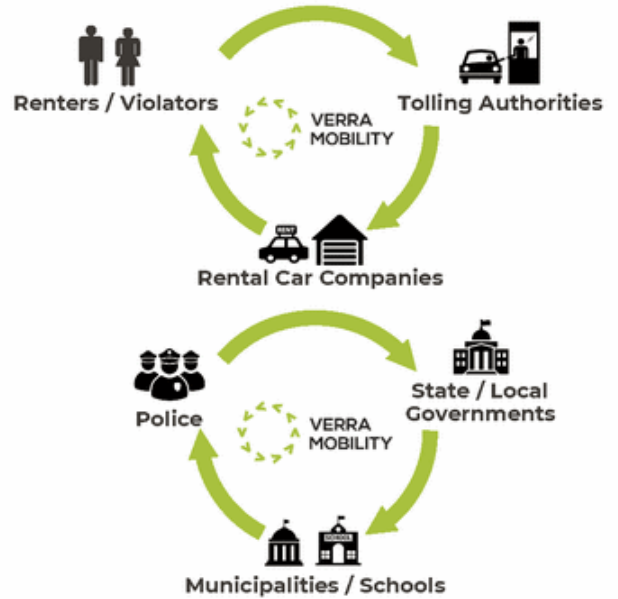 Renters / Violators
Tolling Authorities
VERRA
MOBILITY
RENT
Rental Car Companies
Police
State / Local
Governments
VERRA
MOBILITY
SCHOOL
Municipalities / Schools